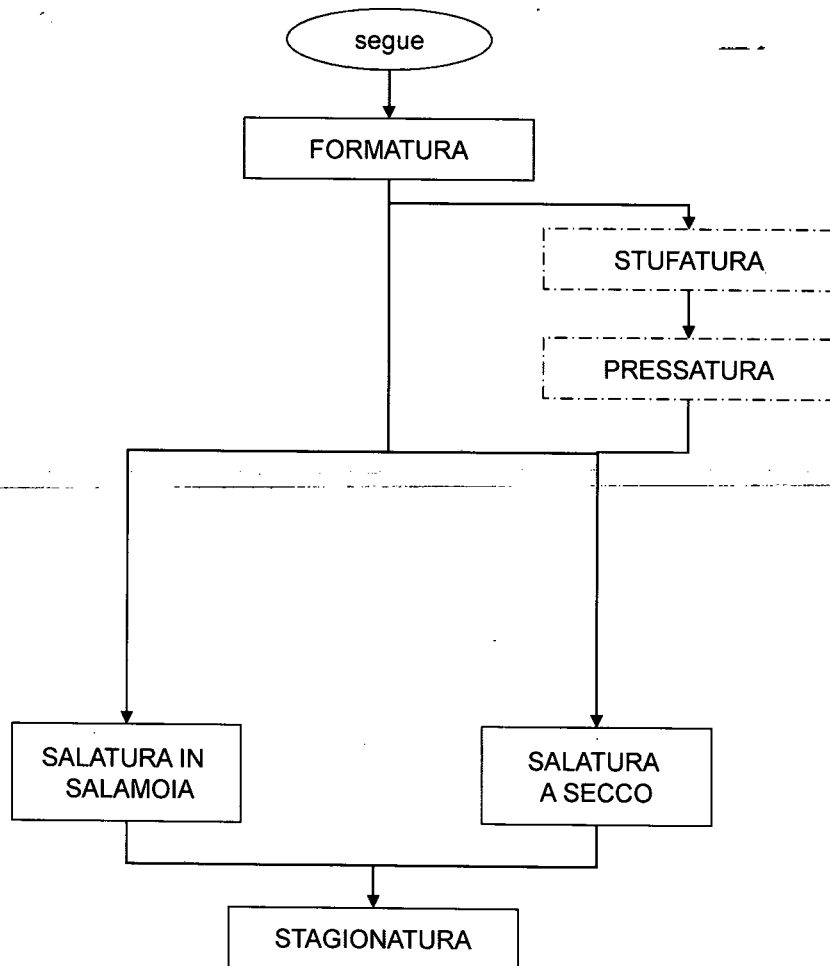 segue
FORMATURA
STUFATURA
PRESSATURA
SALATURA IN
SALAMOIA
SALATURA
A SECCO
STAGIONATURA